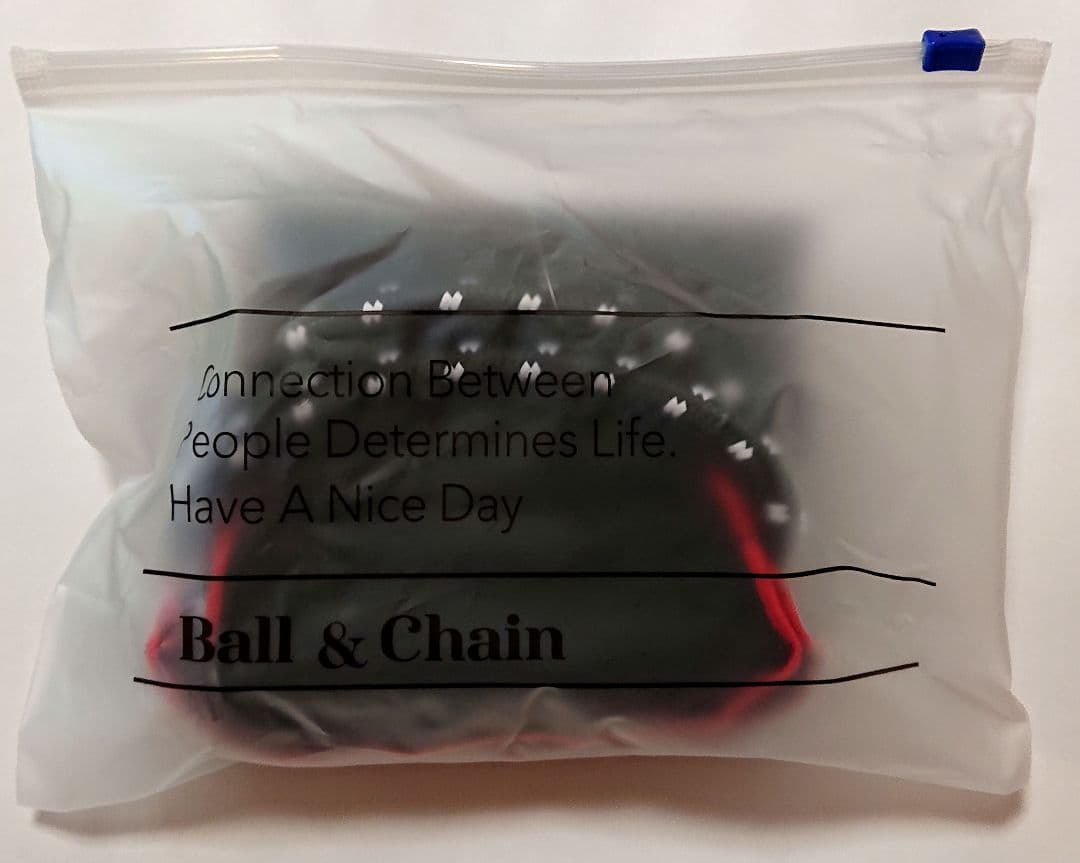 Connection Between
People Determines Life.
Have A Nice Day
Ball & Chain